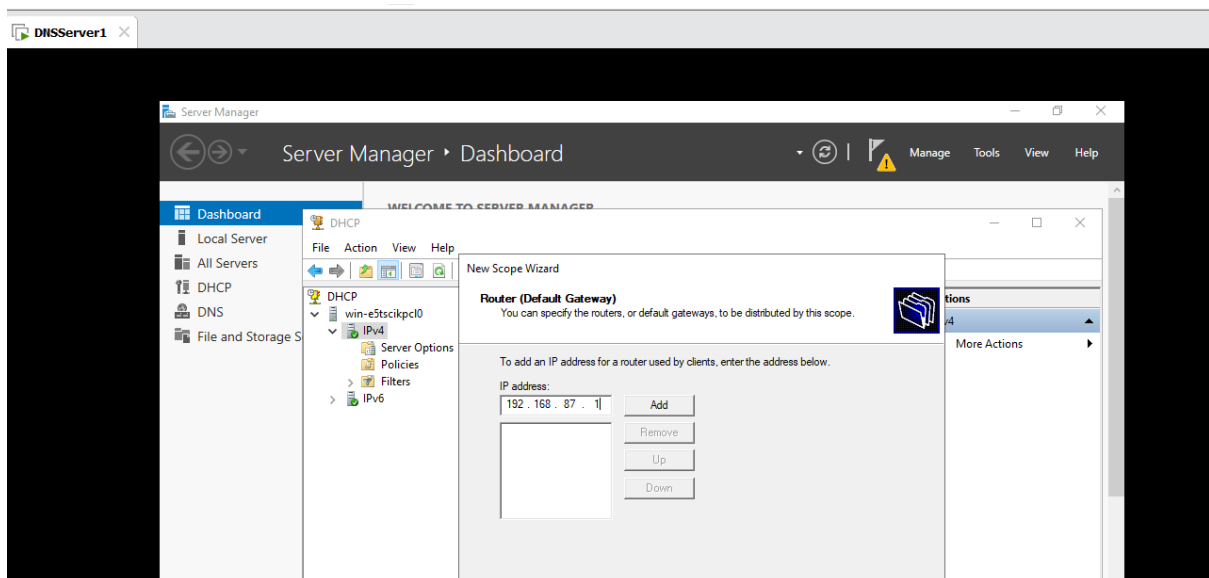 DNSServer1
Server Manager
Server Manager • Dashboard
Manage Tools View Help
Dashboard
Local Server
All Servers
DHCP
DNS
File and Storage S
WELCOME TO SERVER MANAGER
DHCP
File Action View Help
DHCP
win-e5tscikpcl0
IPv4
Server Options
Policies
Filters
IPv6
New Scope Wizard
Router (Default Gateway)
You can specify the routers, or default gateways, to be distributed by this scope.
To add an IP address for a router used by clients, enter the address below.
IP address:
192 . 168 . 87 . 1
Add
Remove
Up
Down
tions
v4
More Actions